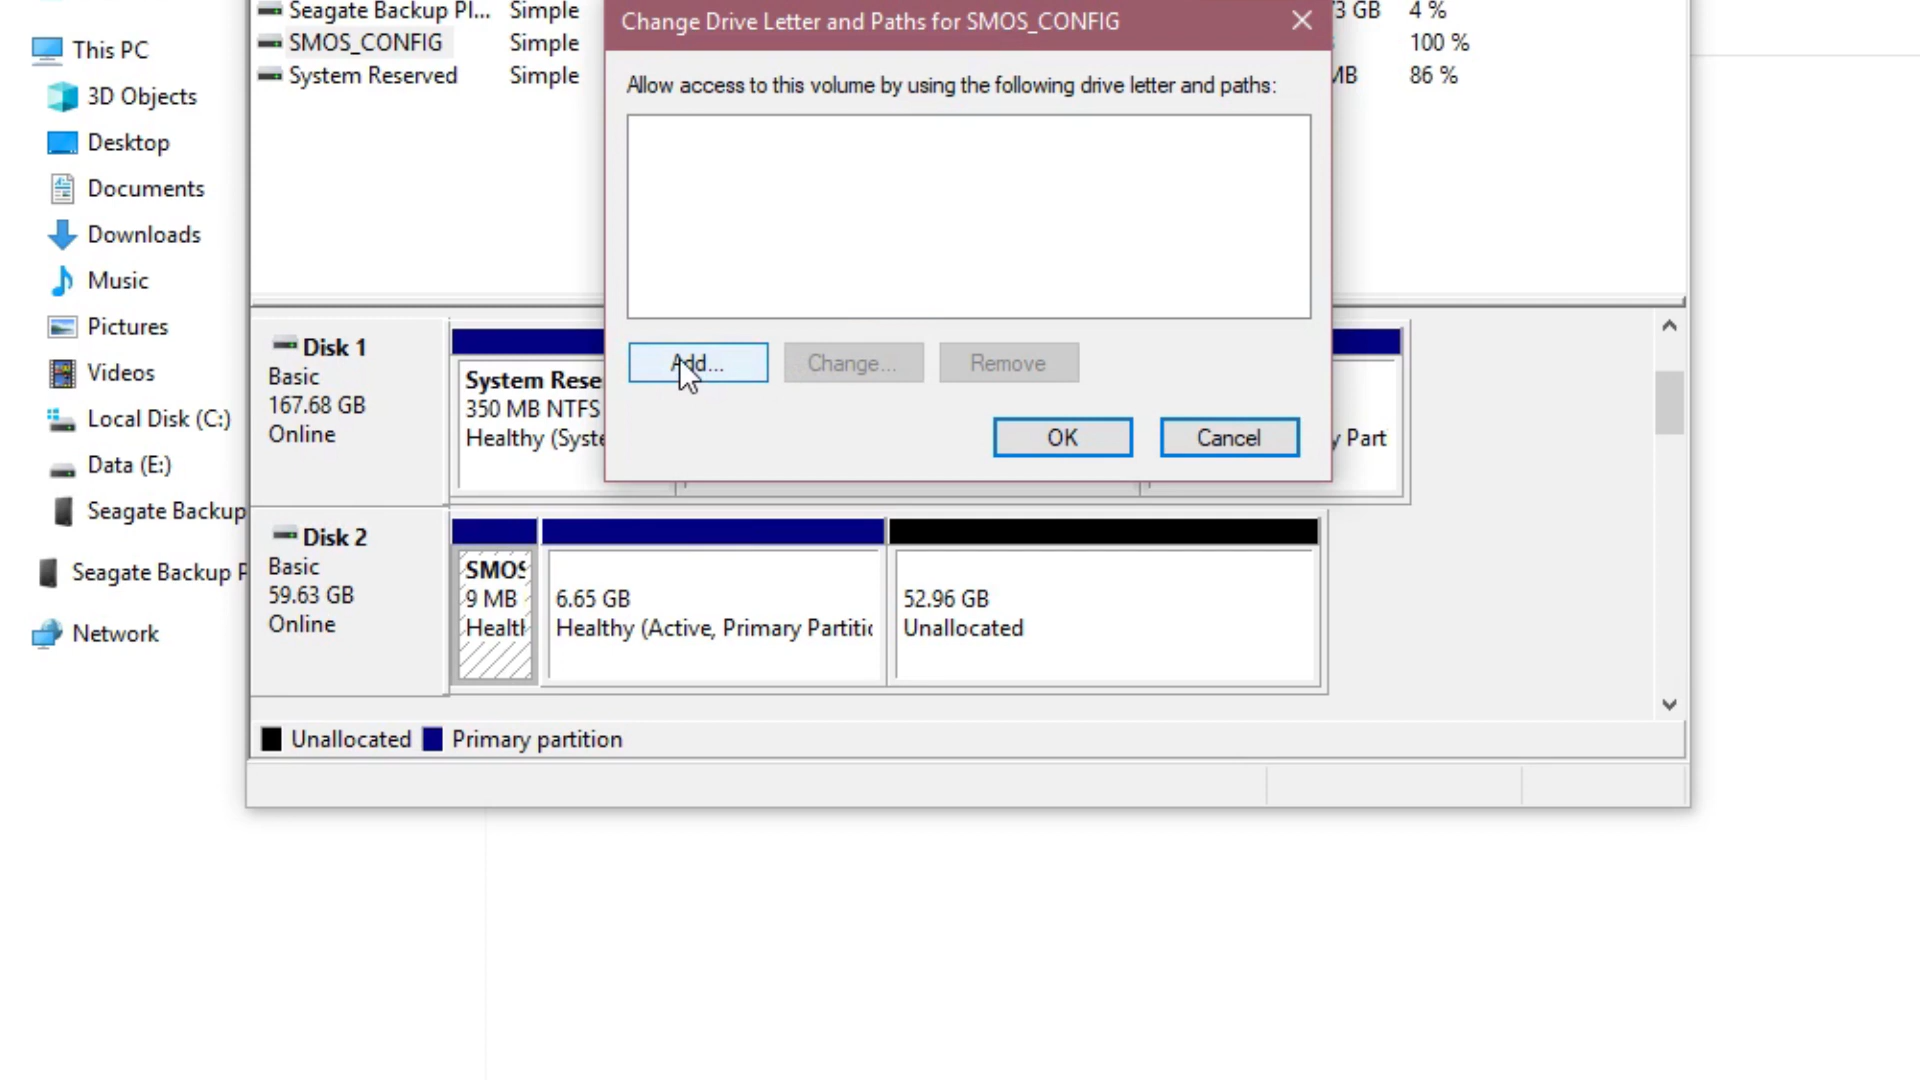 This PC
3D Objects
Desktop
Documents
Downloads
Music
Pictures
Videos
Local Disk (C:)
Data (E:)
Seagate Backup
Seagate Backup P
Network
Seagate Backup Pl... Simple 3 GB 4 %
SMOS_CONFIG Simple 100 %
System Reserved Simple MB 86 %
Change Drive Letter and Paths for SMOS_CONFIG
Allow access to this volume by using the following drive letter and paths:
Add... Change... Remove
OK Cancel
Disk 1
Basic
167.68 GB
Online
System Rese
350 MB NTFS
Healthy (Syste
y Part
Disk 2
Basic
59.63 GB
Online
SMOS
9 MB
Healt
6.65 GB
Healthy (Active, Primary Partitio
52.96 GB
Unallocated
Unallocated Primary partition